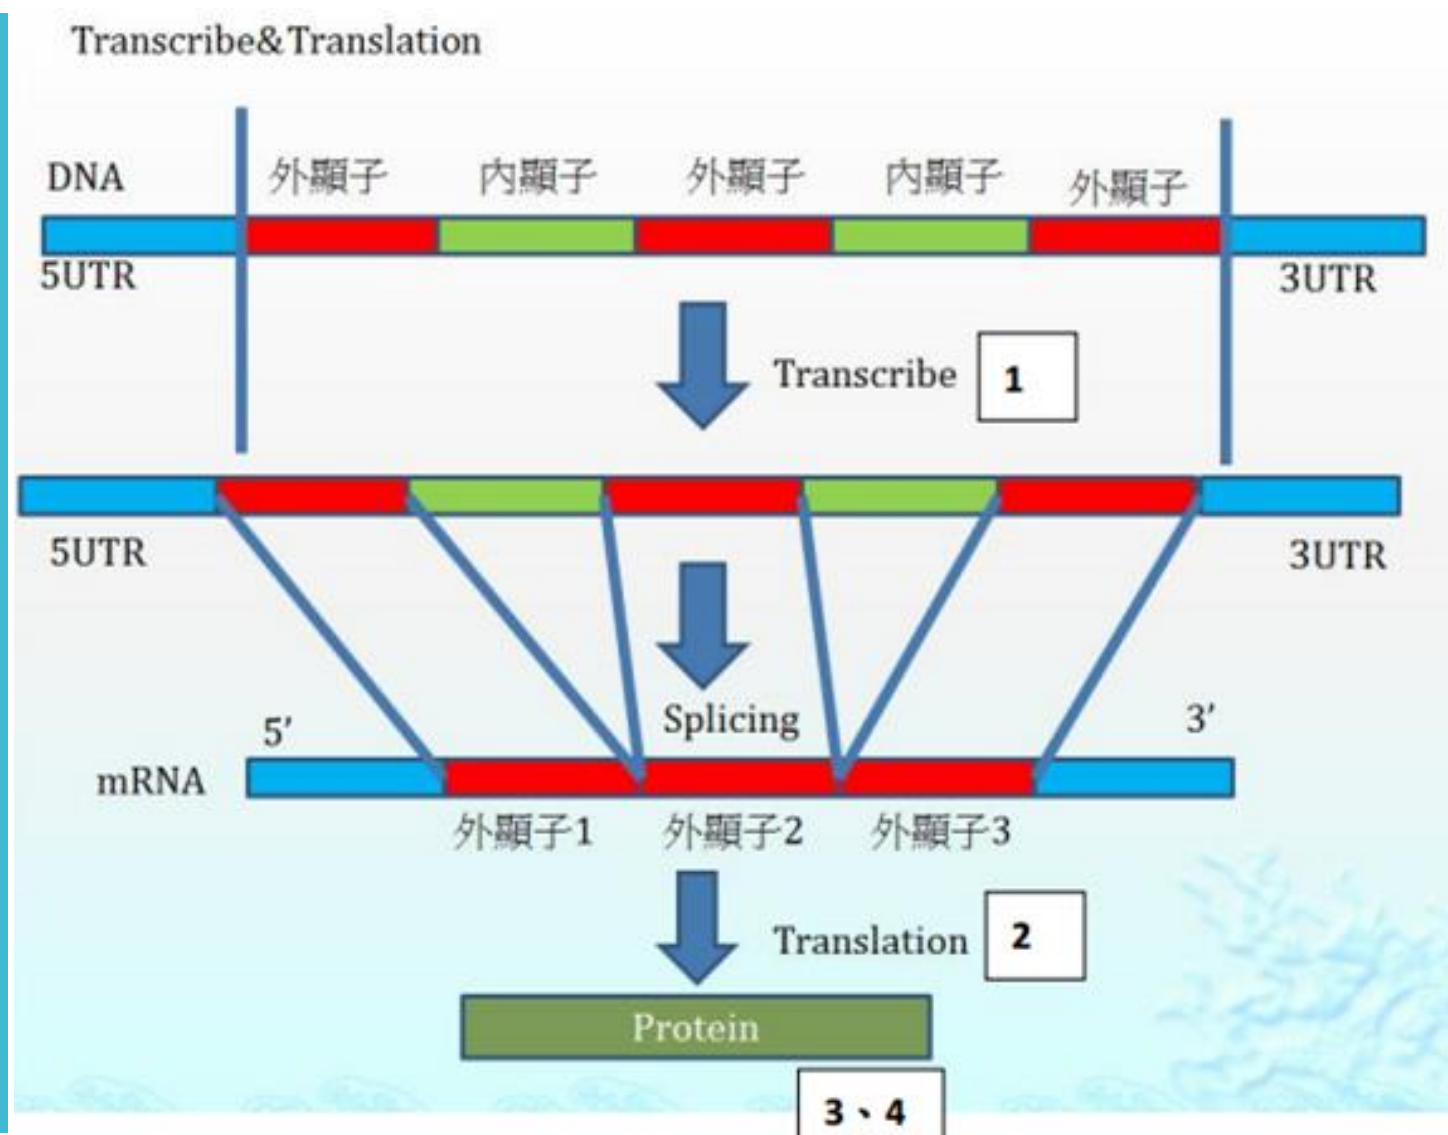 Transcribe&Translation
DNA
外顯子
內顯子
外顯子
內顯子
外顯子
5UTR
3UTR
Transcribe
1
5UTR
3UTR
Splicing
5'
3'
mRNA
外顯子1
外顯子2
外顯子3
Translation
2
Protein
3、4